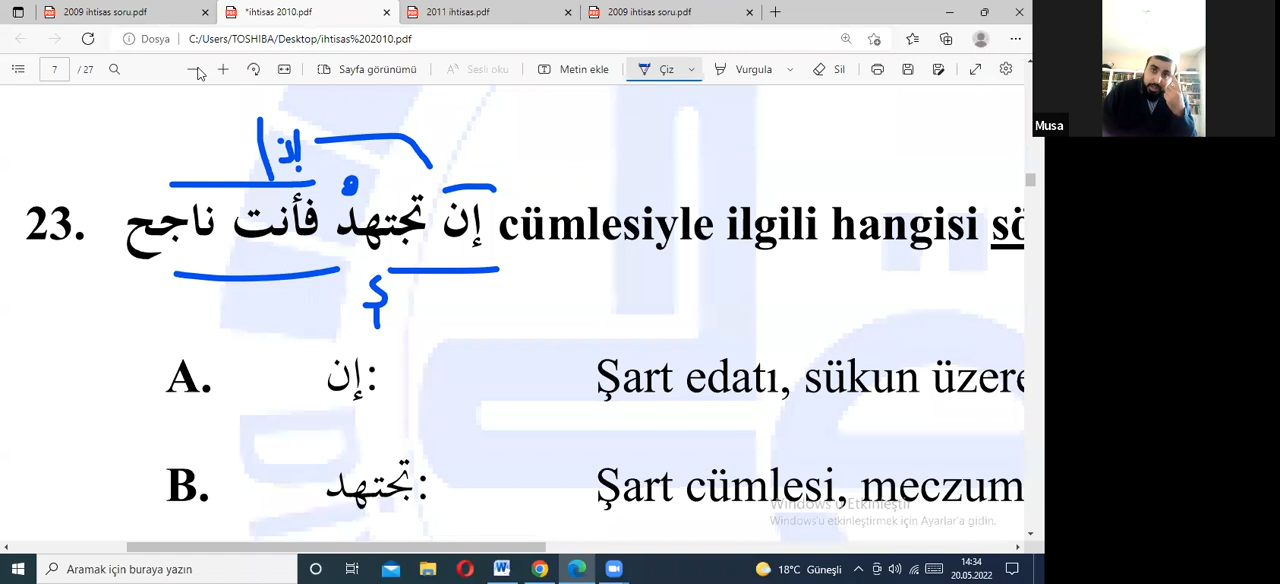 2009 ihtisas soru.pdf
*ihtisas 2010.pdf
2011 ihtisas.pdf
2009 ihtisas soru.pdf
Dosya C:/Users/TOSHIBA/Desktop/ihtisas%202010.pdf
7 /27 Sayfa görünümü Sesli oku Metin ekle Çiz Vurgula Sil
Musa
23. إن تجتهد فأنت ناجح cümlesiyle ilgili hangisi sö
A. إن: Şart edatı, sükun üzere
B. تجتهد: Şart cümlesi, meczum
Windows'u Etkinleştir
Windows'u etkinleştirmek için Ayarlar'a gidin.
Aramak için buraya yazın
18°C Güneşli
14:34
20.05.2022